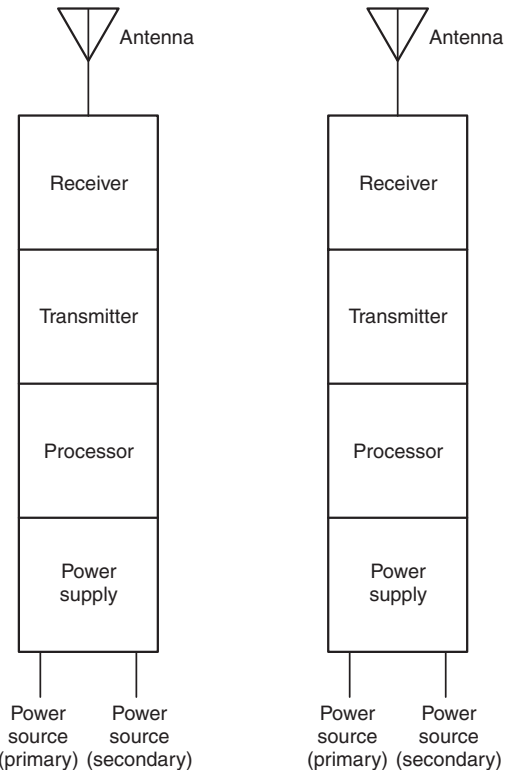 Antenna
Receiver
Transmitter
Processor
Power
supply
Power
source
(primary)
Power
source
(secondary)
Antenna
Receiver
Transmitter
Processor
Power
supply
Power
source
(primary)
Power
source
(secondary)